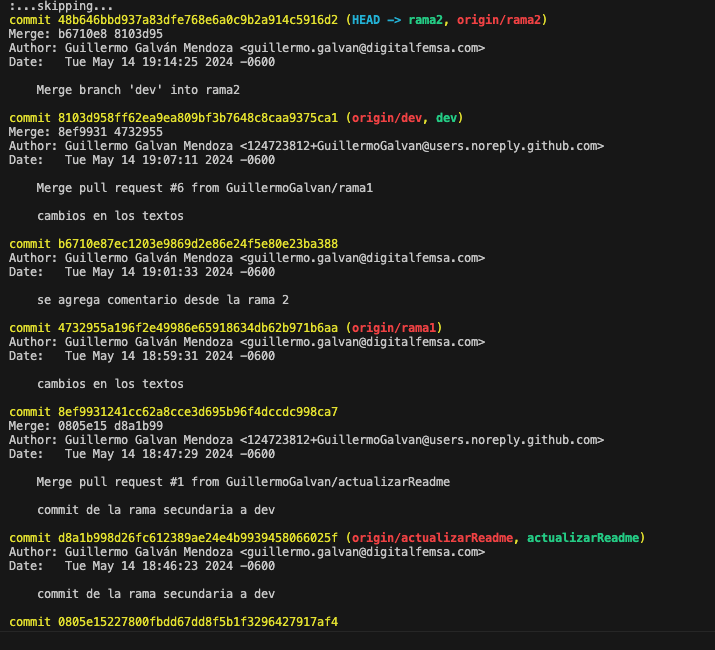 :...skipping...
commit 48b646bbd937a83dfe768e6a0c9b2a914c5916d2 (HEAD -> rama2, origin/rama2)
Merge: b6710e8 8103d95
Author: Guillermo Galván Mendoza <guillermo.galvan@digitalfemsa.com>
Date:   Tue May 14 19:14:25 2024 -0600
    Merge branch 'dev' into rama2
commit 8103d958ff62ea9ea809bf3b7648c8caa9375ca1 (origin/dev, dev)
Merge: 8ef9931 4732955
Author: Guillermo Galván Mendoza <124723812+GuillermoGalvan@users.noreply.github.com>
Date:   Tue May 14 19:07:11 2024 -0600
    Merge pull request #6 from GuillermoGalvan/rama1
    cambios en los textos
commit b6710e87ec1203e9869d2e86e24f5e80e23ba388
Author: Guillermo Galván Mendoza <guillermo.galvan@digitalfemsa.com>
Date:   Tue May 14 19:01:33 2024 -0600
    se agrega comentario desde la rama 2
commit 4732955a196f2e49986e65918634db62b971b6aa (origin/rama1)
Author: Guillermo Galván Mendoza <guillermo.galvan@digitalfemsa.com>
Date:   Tue May 14 18:59:31 2024 -0600
    cambios en los textos
commit 8ef9931241cc62a8cce3d695b96f4dccdc998ca7
Merge: 0805e15 d8a1b99
Author: Guillermo Galván Mendoza <124723812+GuillermoGalvan@users.noreply.github.com>
Date:   Tue May 14 18:47:29 2024 -0600
    Merge pull request #1 from GuillermoGalvan/actualizarReadme
    commit de la rama secundaria a dev
commit d8a1b998d26fc612389ae24e4b9939458066025f (origin/actualizarReadme, actualizarReadme)
Author: Guillermo Galván Mendoza <guillermo.galvan@digitalfemsa.com>
Date:   Tue May 14 18:46:23 2024 -0600
    commit de la rama secundaria a dev
commit 0805e15227800fbdd67dd8f5b1f3296427917af4